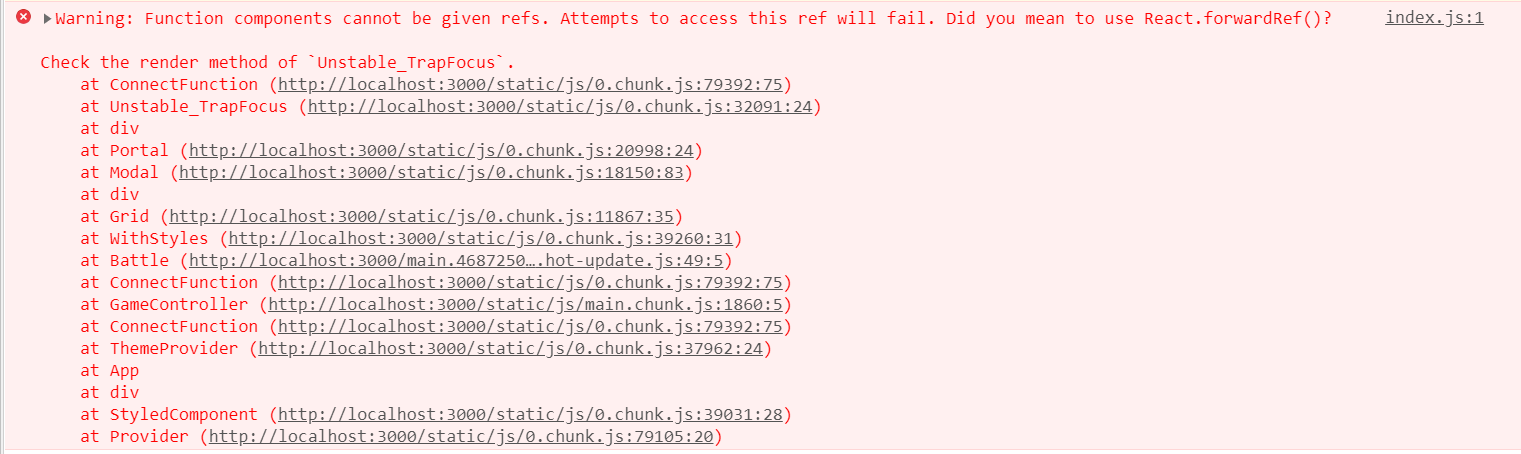 Warning: Function components cannot be given refs. Attempts to access this ref will fail. Did you mean to use React.forwardRef()? index.js:1
Check the render method of `Unstable_TrapFocus`.
at ConnectFunction (http://localhost:3000/static/js/0.chunk.js:79392:75)
at Unstable_TrapFocus (http://localhost:3000/static/js/0.chunk.js:32091:24)
at div
at Portal (http://localhost:3000/static/js/0.chunk.js:20998:24)
at Modal (http://localhost:3000/static/js/0.chunk.js:18150:83)
at div
at Grid (http://localhost:3000/static/js/0.chunk.js:11867:35)
at WithStyles (http://localhost:3000/static/js/0.chunk.js:39260:31)
at Battle (http://localhost:3000/main.4687250….hot-update.js:49:5)
at ConnectFunction (http://localhost:3000/static/js/0.chunk.js:79392:75)
at GameController (http://localhost:3000/static/js/main.chunk.js:1860:5)
at ConnectFunction (http://localhost:3000/static/js/0.chunk.js:79392:75)
at ThemeProvider (http://localhost:3000/static/js/0.chunk.js:37962:24)
at App
at div
at StyledComponent (http://localhost:3000/static/js/0.chunk.js:39031:28)
at Provider (http://localhost:3000/static/js/0.chunk.js:79105:20)